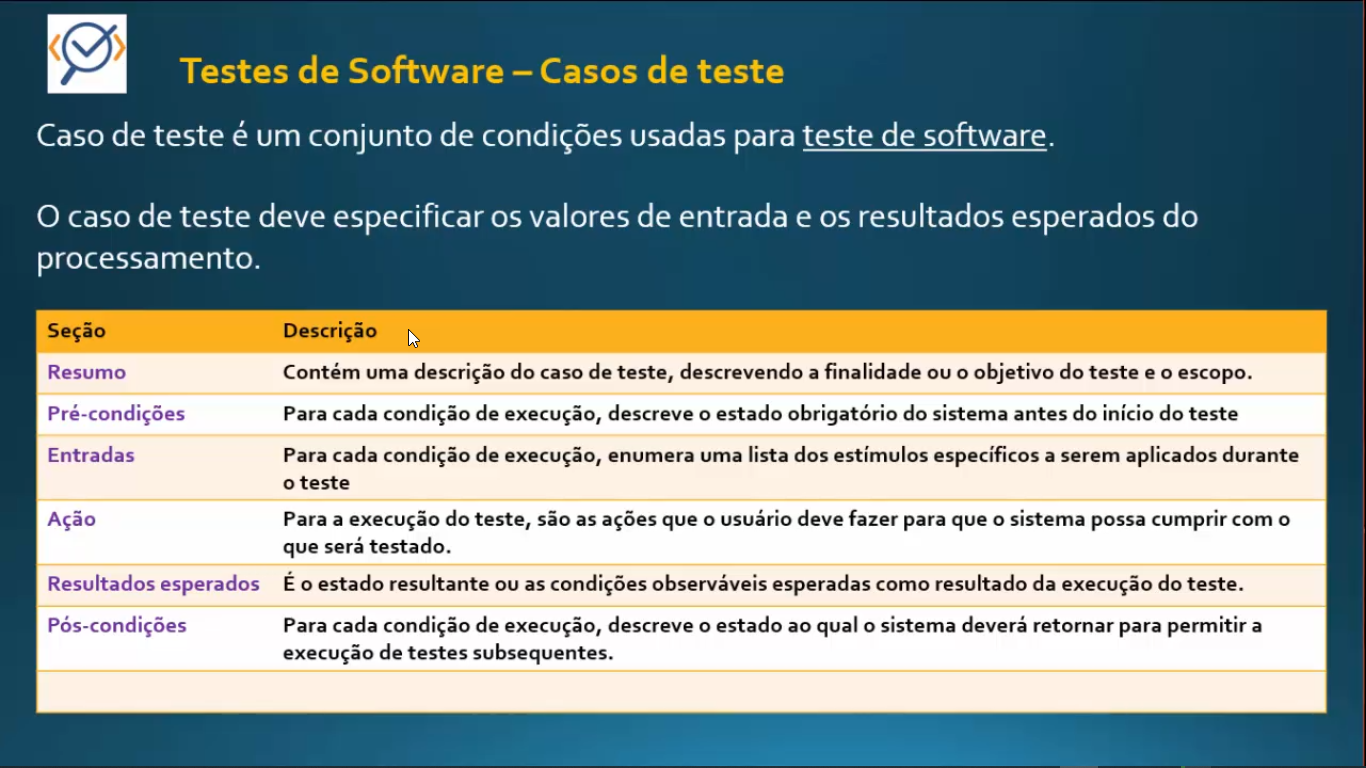 Testes de Software – Casos de teste
Caso de teste é um conjunto de condições usadas para teste de software.
O caso de teste deve especificar os valores de entrada e os resultados esperados do
processamento.
Seção Descrição
Resumo Contém uma descrição do caso de teste, descrevendo a finalidade ou o objetivo do teste e o escopo.
Pré-condições Para cada condição de execução, descreve o estado obrigatório do sistema antes do início do teste
Entradas Para cada condição de execução, enumera uma lista dos estímulos específicos a serem aplicados durante
o teste
Ação Para a execução do teste, são as ações que o usuário deve fazer para que o sistema possa cumprir com o
que será testado.
Resultados esperados É o estado resultante ou as condições observáveis esperadas como resultado da execução do teste.
Pós-condições Para cada condição de execução, descreve o estado ao qual o sistema deverá retornar para permitir a
execução de testes subsequentes.